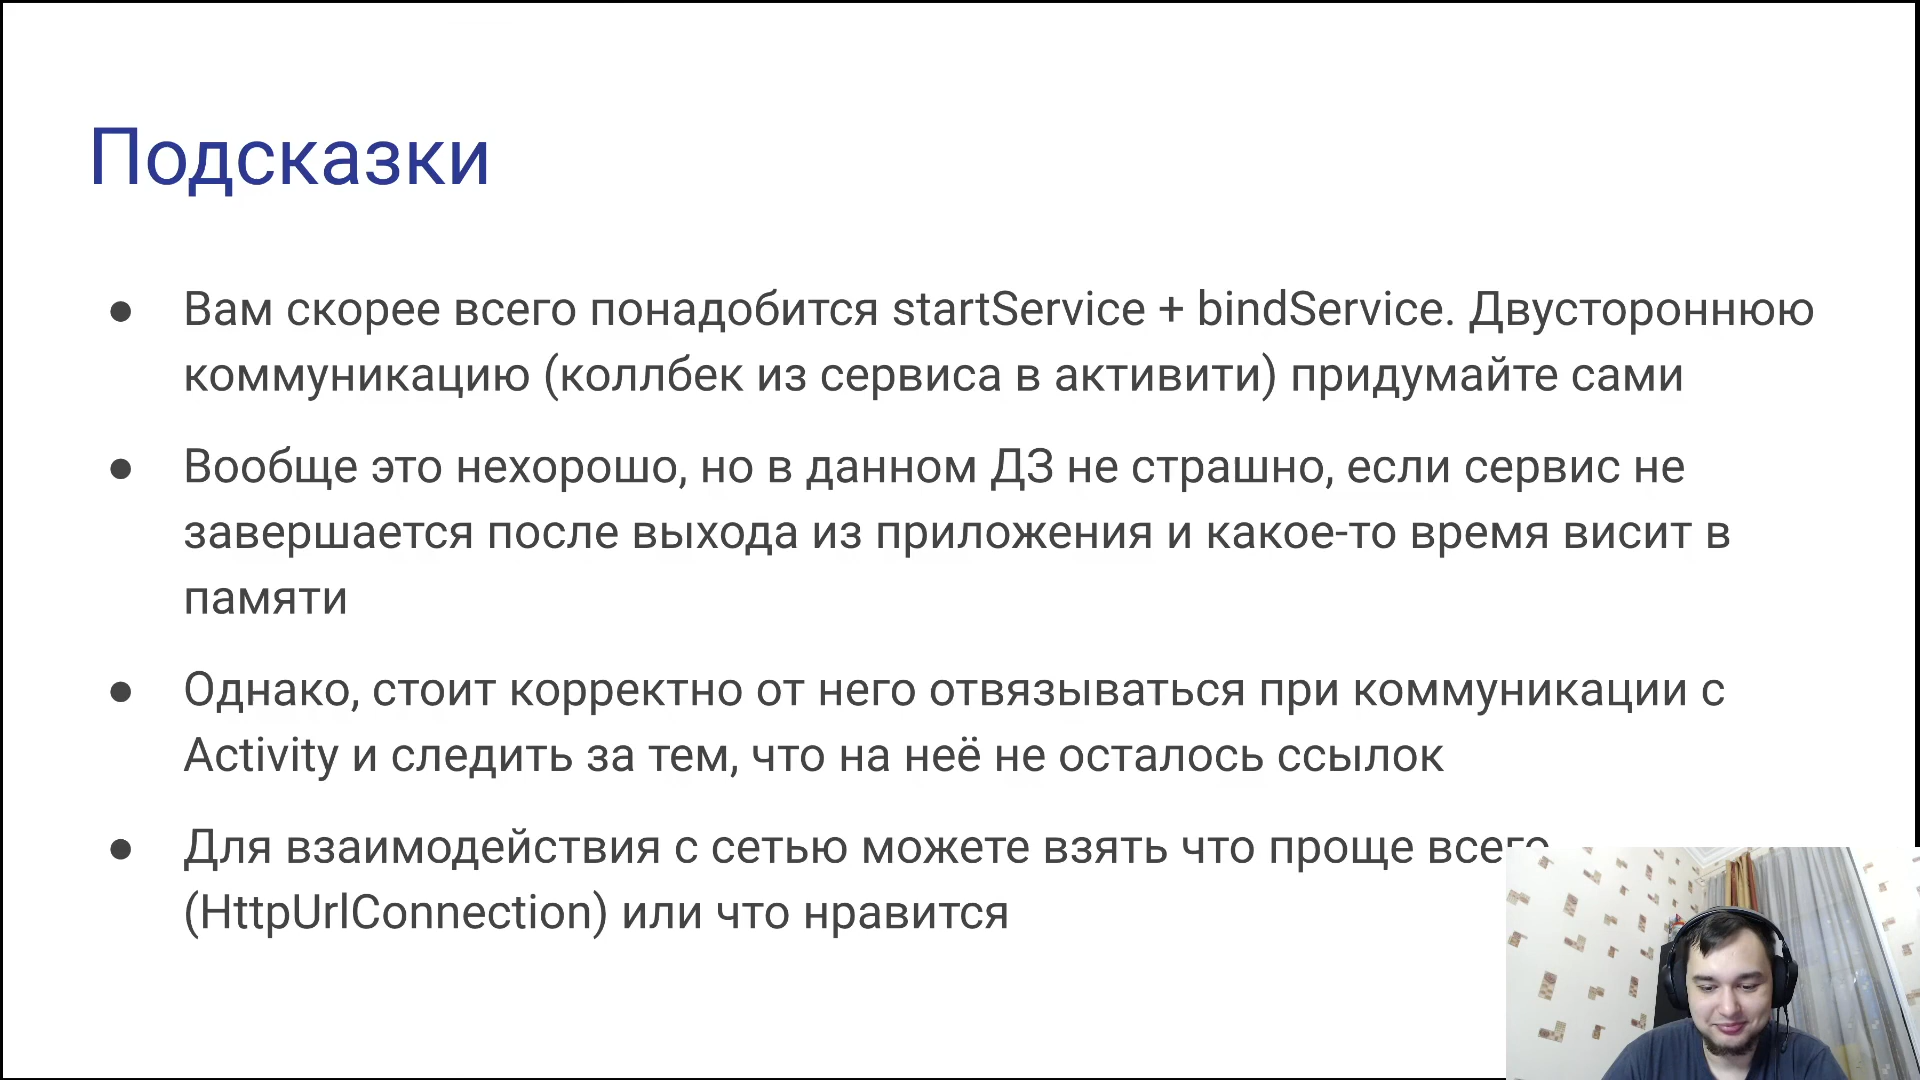 Подсказки
● Вам скорее всего понадобится startService + bindService. Двустороннюю
коммуникацию (коллбек из сервиса в активити) придумайте сами
● Вообще это нехорошо, но в данном ДЗ не страшно, если сервис не
завершается после выхода из приложения и какое-то время висит в
памяти
● Однако, стоит корректно от него отвязываться при коммуникации с
Activity и следить за тем, что на неё не осталось ссылок
● Для взаимодействия с сетью можете взять что проще всего
(HttpUrlConnection) или что нравится